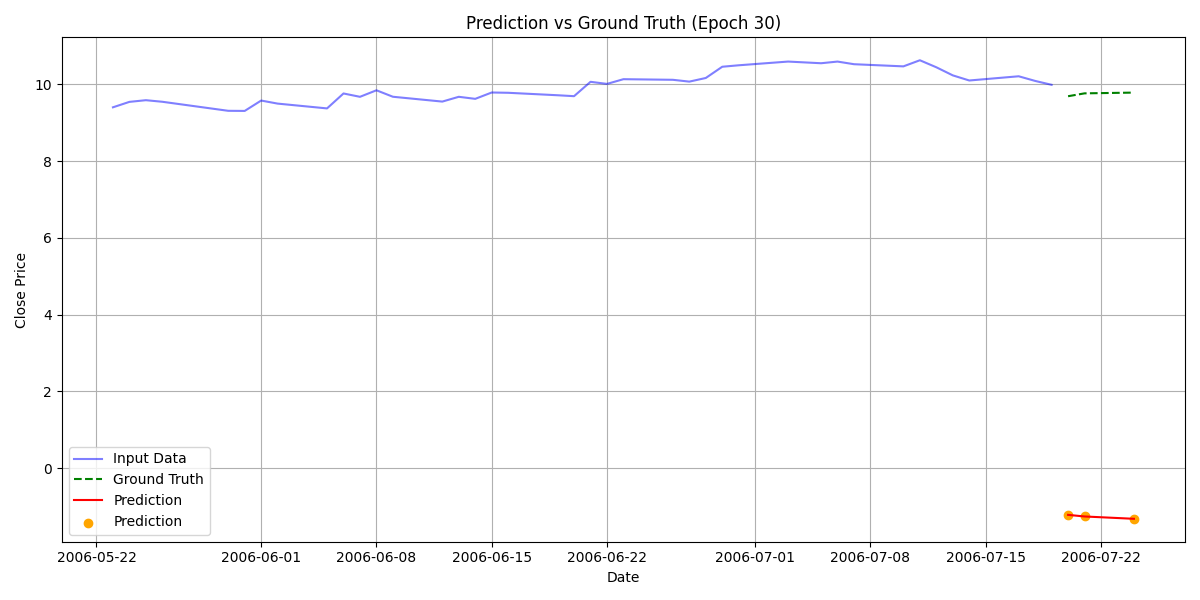 Prediction vs Ground Truth (Epoch 30)
Close Price
10
8
6
4
2
0
Input Data
Ground Truth
Prediction
Prediction
2006-05-22
2006-06-01
2006-06-08
2006-06-15
2006-06-22
2006-07-01
2006-07-08
2006-07-15
2006-07-22
Date